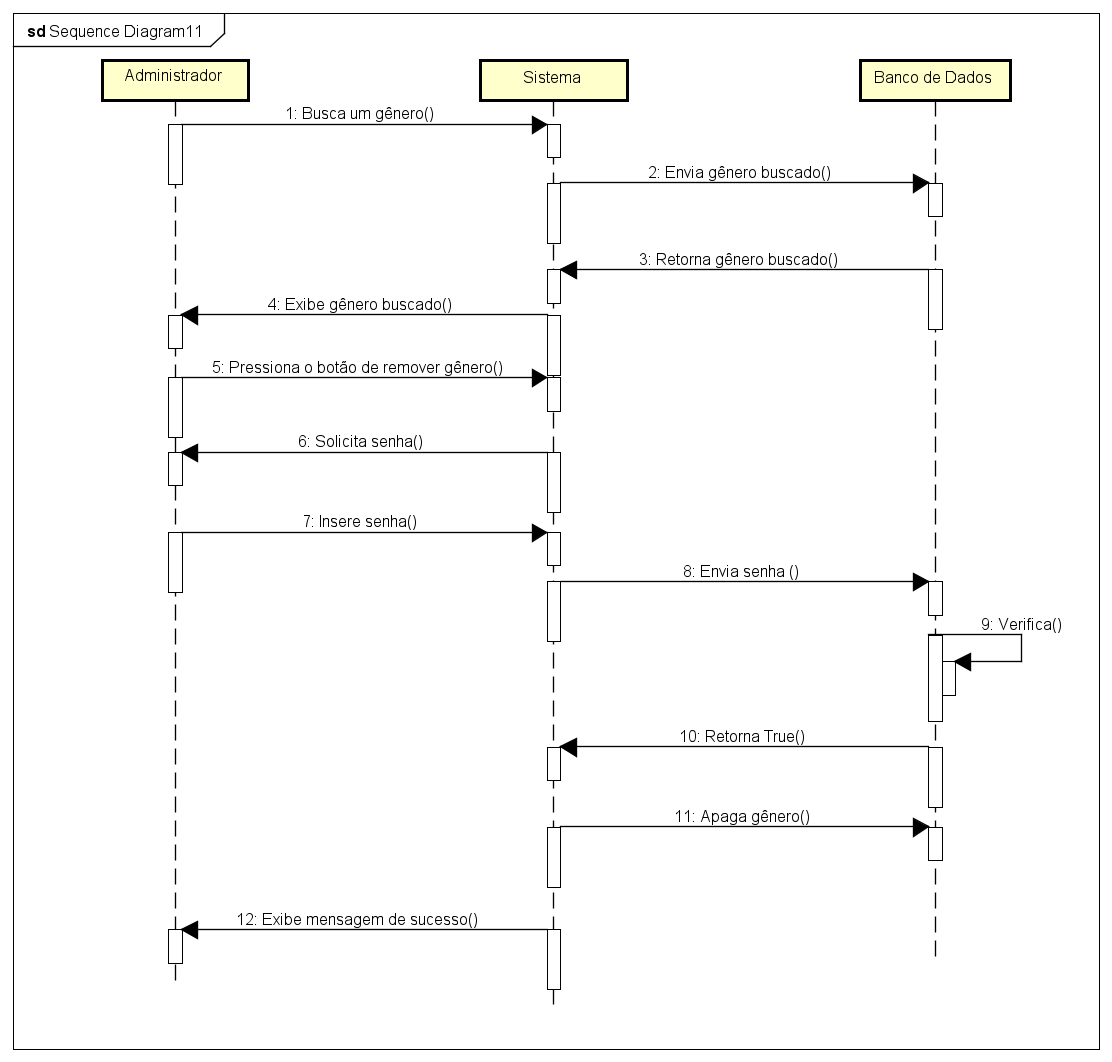 sd Sequence Diagram11
Administrador
Sistema
Banco de Dados
1: Busca um gênero()
2: Envia gênero buscado()
3: Retorna gênero buscado()
4: Exibe gênero buscado()
5: Pressiona o botão de remover gênero()
6: Solicita senha()
7: Insere senha()
8: Envia senha ()
9: Verifica()
10: Retorna True()
11: Apaga gênero()
12: Exibe mensagem de sucesso()